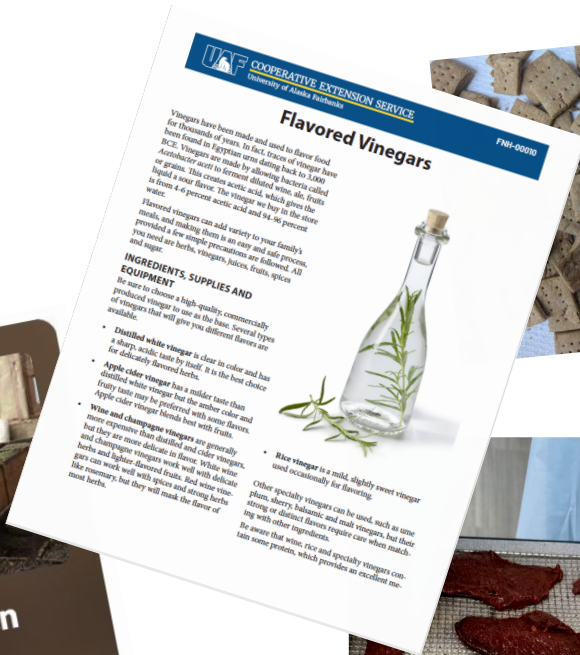 UAF COOPERATIVE EXTENSION SERVICE
University of Alaska Fairbanks
FNH-00010
Flavored Vinegars
Vinegars have been made and used to flavor food
for thousands of years. In fact, traces of vinegar have
been found in Egyptian urns dating back to 3,000
BCE. Vinegars are made by allowing bacteria called
Acetobacter aceti to ferment diluted wine, ale, fruits
or grains. This creates acetic acid, which gives the
liquid a sour flavor. The vinegar we buy in the store
is from 4-6 percent acetic acid and 94-96 percent
water.
Flavored vinegars can add variety to your family's
meals, and making them is an easy and safe process,
provided a few simple precautions are followed. All
you need are herbs, vinegars, juices, fruits, spices
and sugar.
INGREDIENTS, SUPPLIES AND
EQUIPMENT
Be sure to choose a high-quality, commercially
produced vinegar to use as the base. Several types
of vinegars that will give you different flavors are
available.
• Distilled white vinegar is clear in color and has
a sharp, acidic taste by itself. It is the best choice
for delicately flavored herbs.
• Apple cider vinegar has a milder taste than
distilled white vinegar but the amber color and
fruity taste may be preferred with some flavors.
Apple cider vinegar blends best with fruits.
• Wine and champagne vinegars are generally
more expensive than distilled and cider vinegars,
but they are more delicate in flavor. White wine
and champagne vinegars work well with delicate
herbs and lighter-flavored fruits. Red wine vine-
gars can work well with spices and strong herbs
like rosemary, but they will mask the flavor of
most herbs.
• Rice vinegar is a mild, slightly sweet vinegar
used occasionally for flavoring.
Other specialty vinegars can be used, such as ume
plum, sherry, balsamic and malt vinegars, but their
strong or distinct flavors require care when match-
ing with other ingredients.
Be aware that wine, rice and specialty vinegars con-
tain some protein, which provides an excellent me-
n